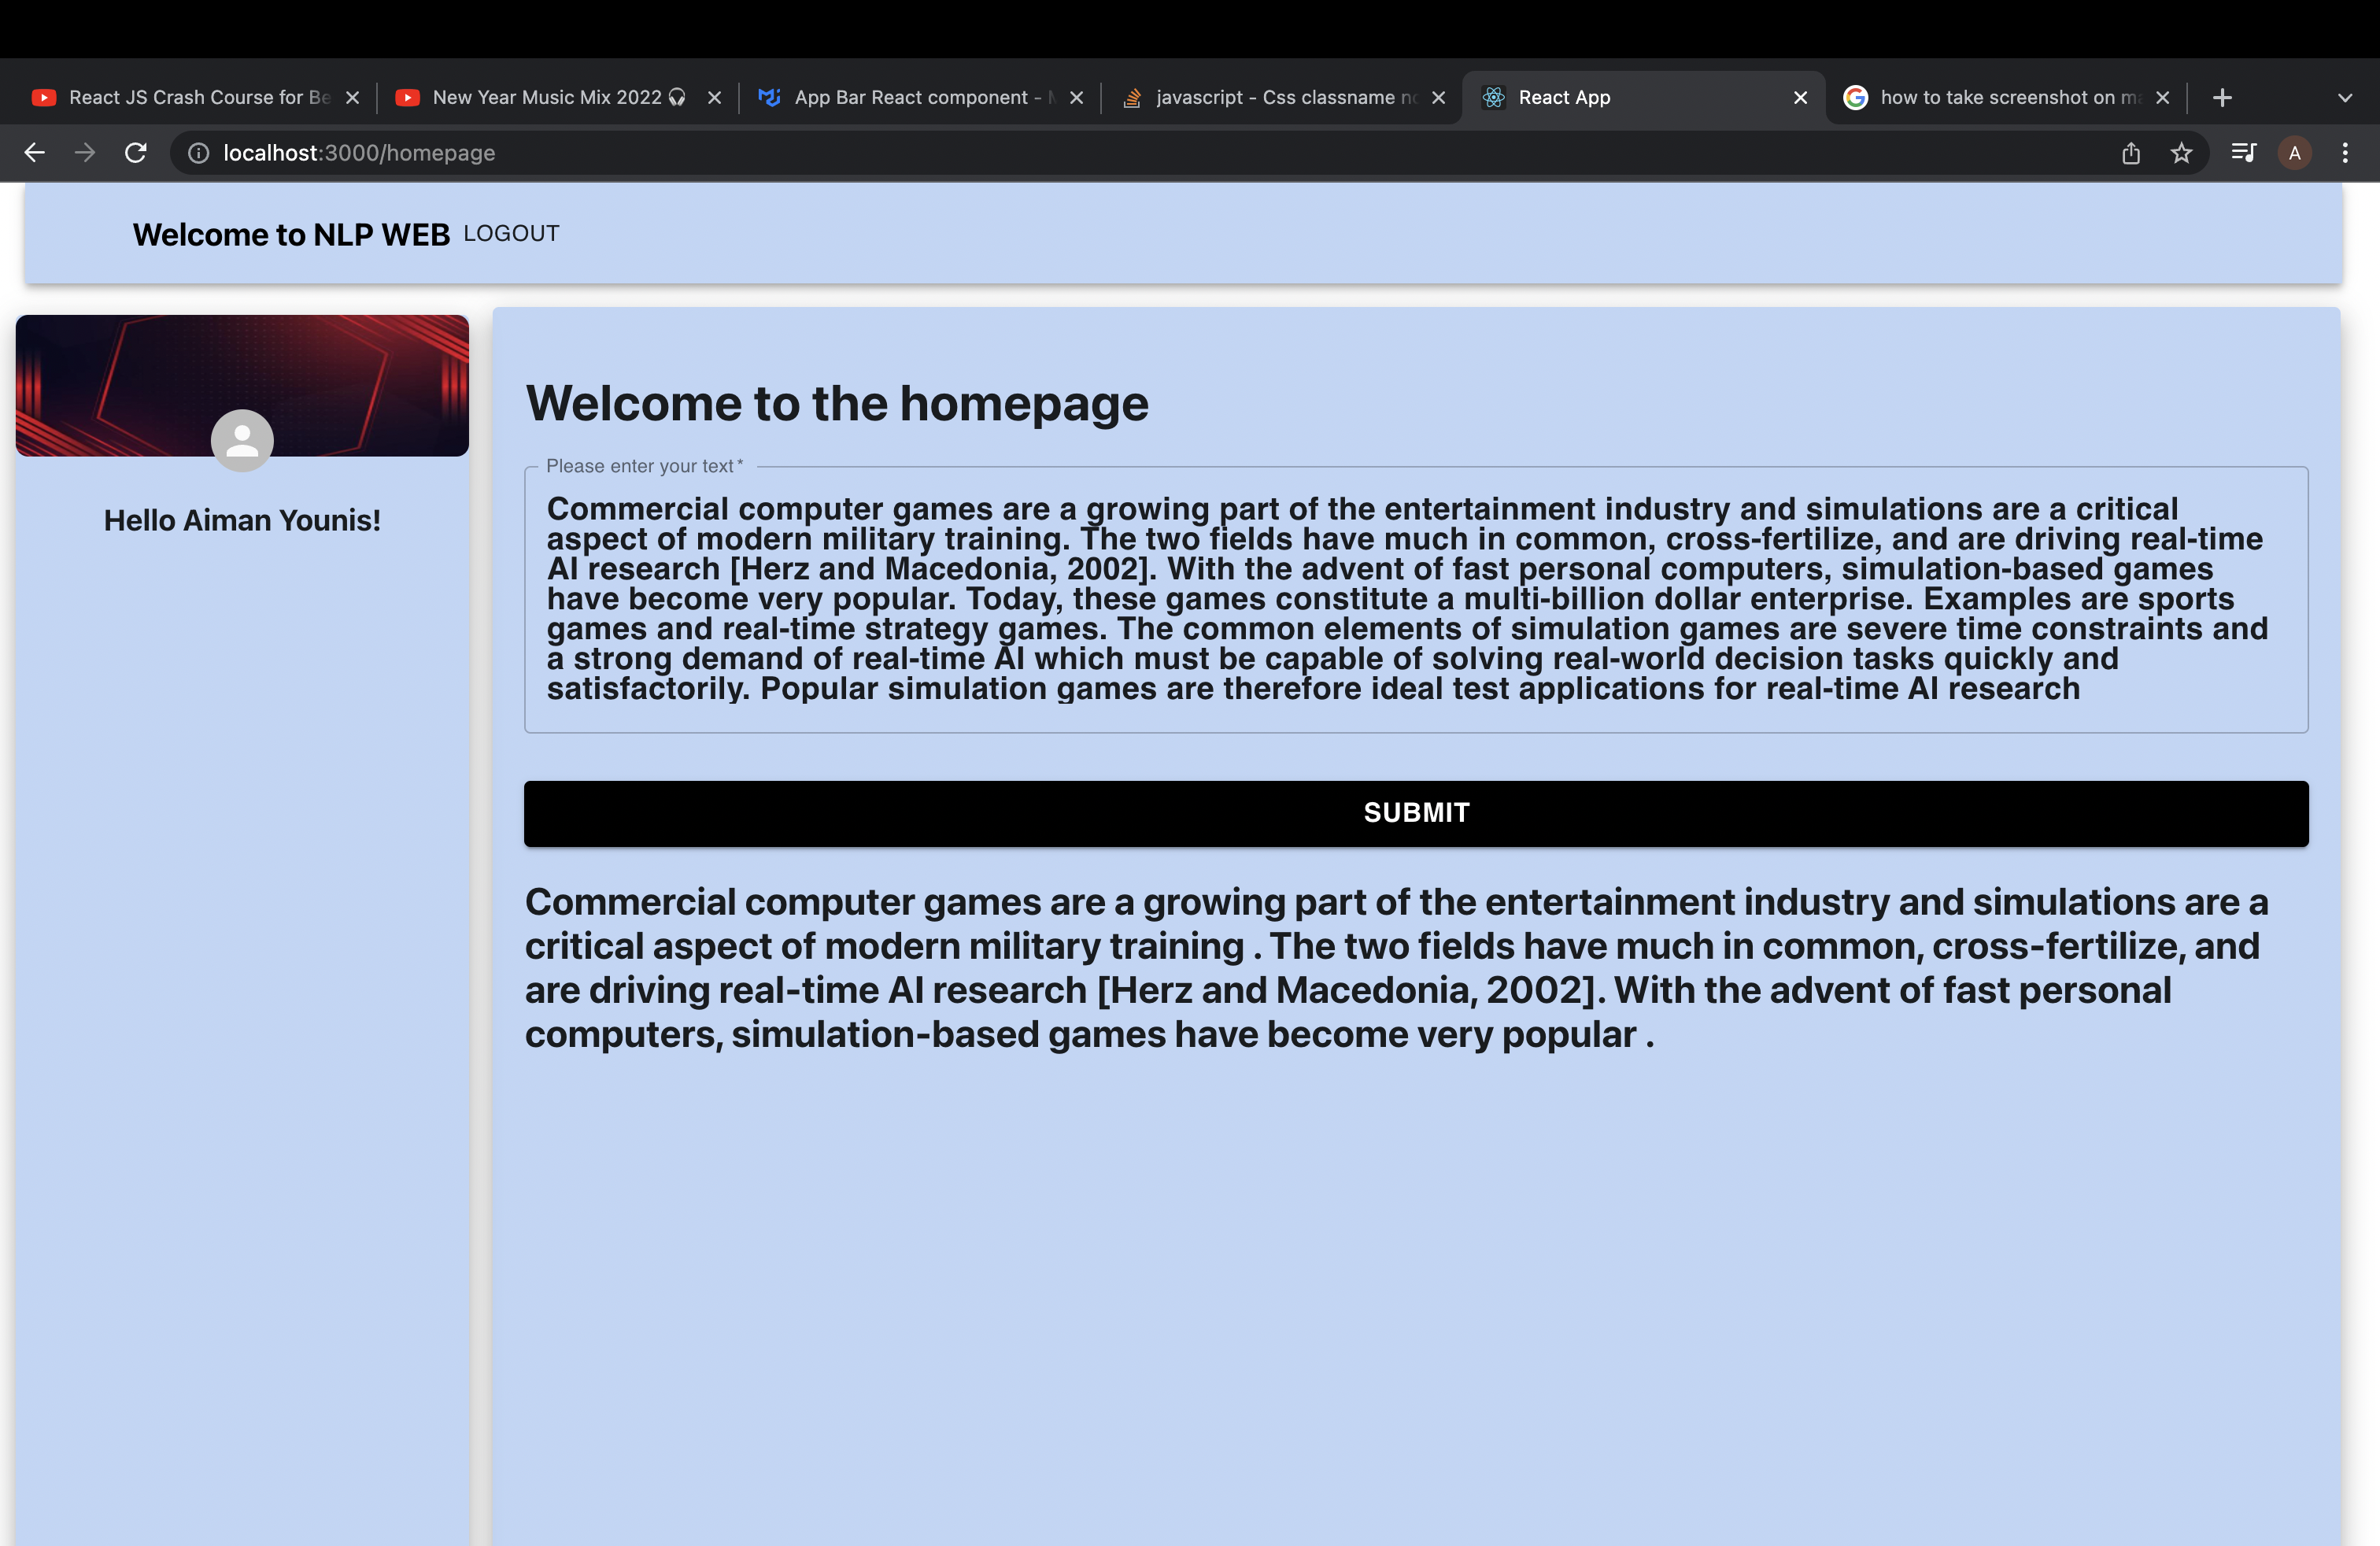 React JS Crash Course for Be
New Year Music Mix 2022
App Bar React component -
javascript - Css classname no
React App
how to take screenshot on ma
localhost:3000/homepage
A
Welcome to NLP WEB LOGOUT
Hello Aiman Younis!
Welcome to the homepage
Please enter your text *
Commercial computer games are a growing part of the entertainment industry and simulations are a critical
aspect of modern military training. The two fields have much in common, cross-fertilize, and are driving real-time
AI research [Herz and Macedonia, 2002]. With the advent of fast personal computers, simulation-based games
have become very popular. Today, these games constitute a multi-billion dollar enterprise. Examples are sports
games and real-time strategy games. The common elements of simulation games are severe time constraints and
a strong demand of real-time AI which must be capable of solving real-world decision tasks quickly and
satisfactorily. Popular simulation games are therefore ideal test applications for real-time AI research
SUBMIT
Commercial computer games are a growing part of the entertainment industry and simulations are a
critical aspect of modern military training . The two fields have much in common, cross-fertilize, and
are driving real-time AI research [Herz and Macedonia, 2002]. With the advent of fast personal
computers, simulation-based games have become very popular .